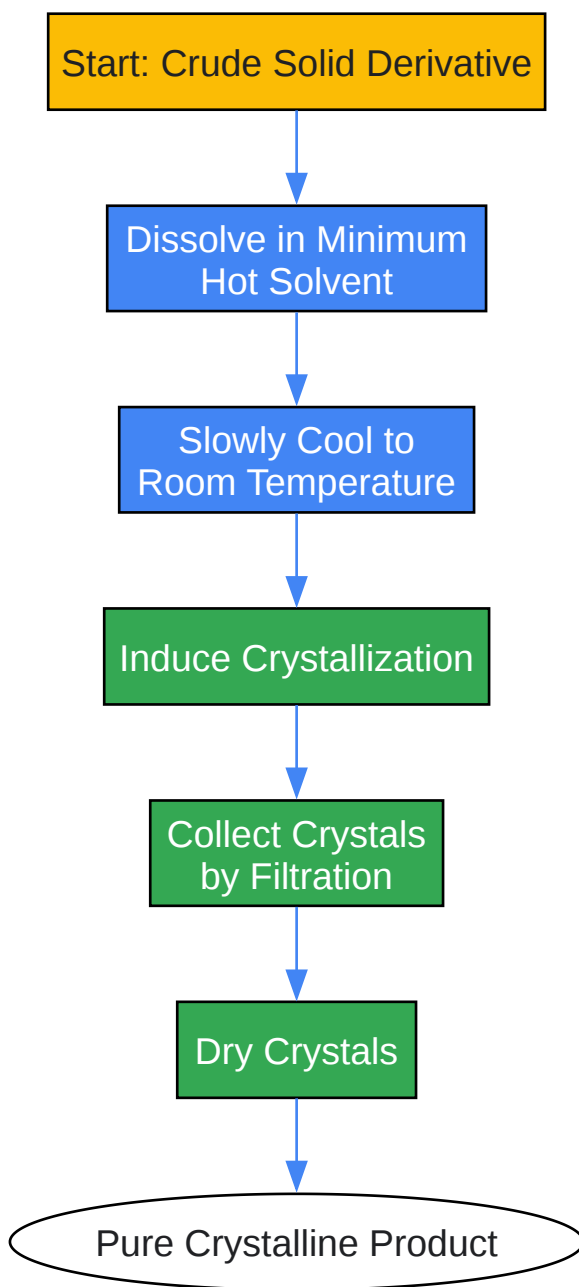 Start: Crude Solid Derivative
Dissolve in Minimum
Hot Solvent
Slowly Cool to
Room Temperature
Induce Crystallization
Collect Crystals
by Filtration
Dry Crystals
Pure Crystalline Product